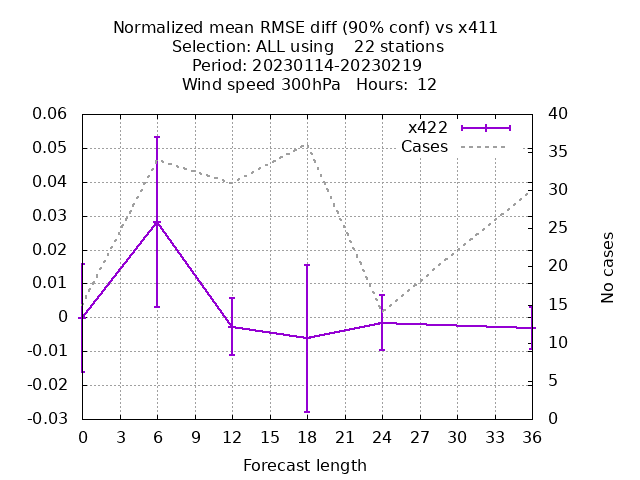 Normalized mean RMSE diff (90% conf) vs x411
Selection: ALL using    22 stations
Period: 20230114-20230219
Wind speed 300hPa   Hours:  12
x422
Cases
0.06
0.05
0.04
0.03
0.02
0.01
0
-0.01
-0.02
-0.03
40
35
30
25
20
15
10
5
0
No cases
0 3 6 9 12 15 18 21 24 27 30 33 36
Forecast length